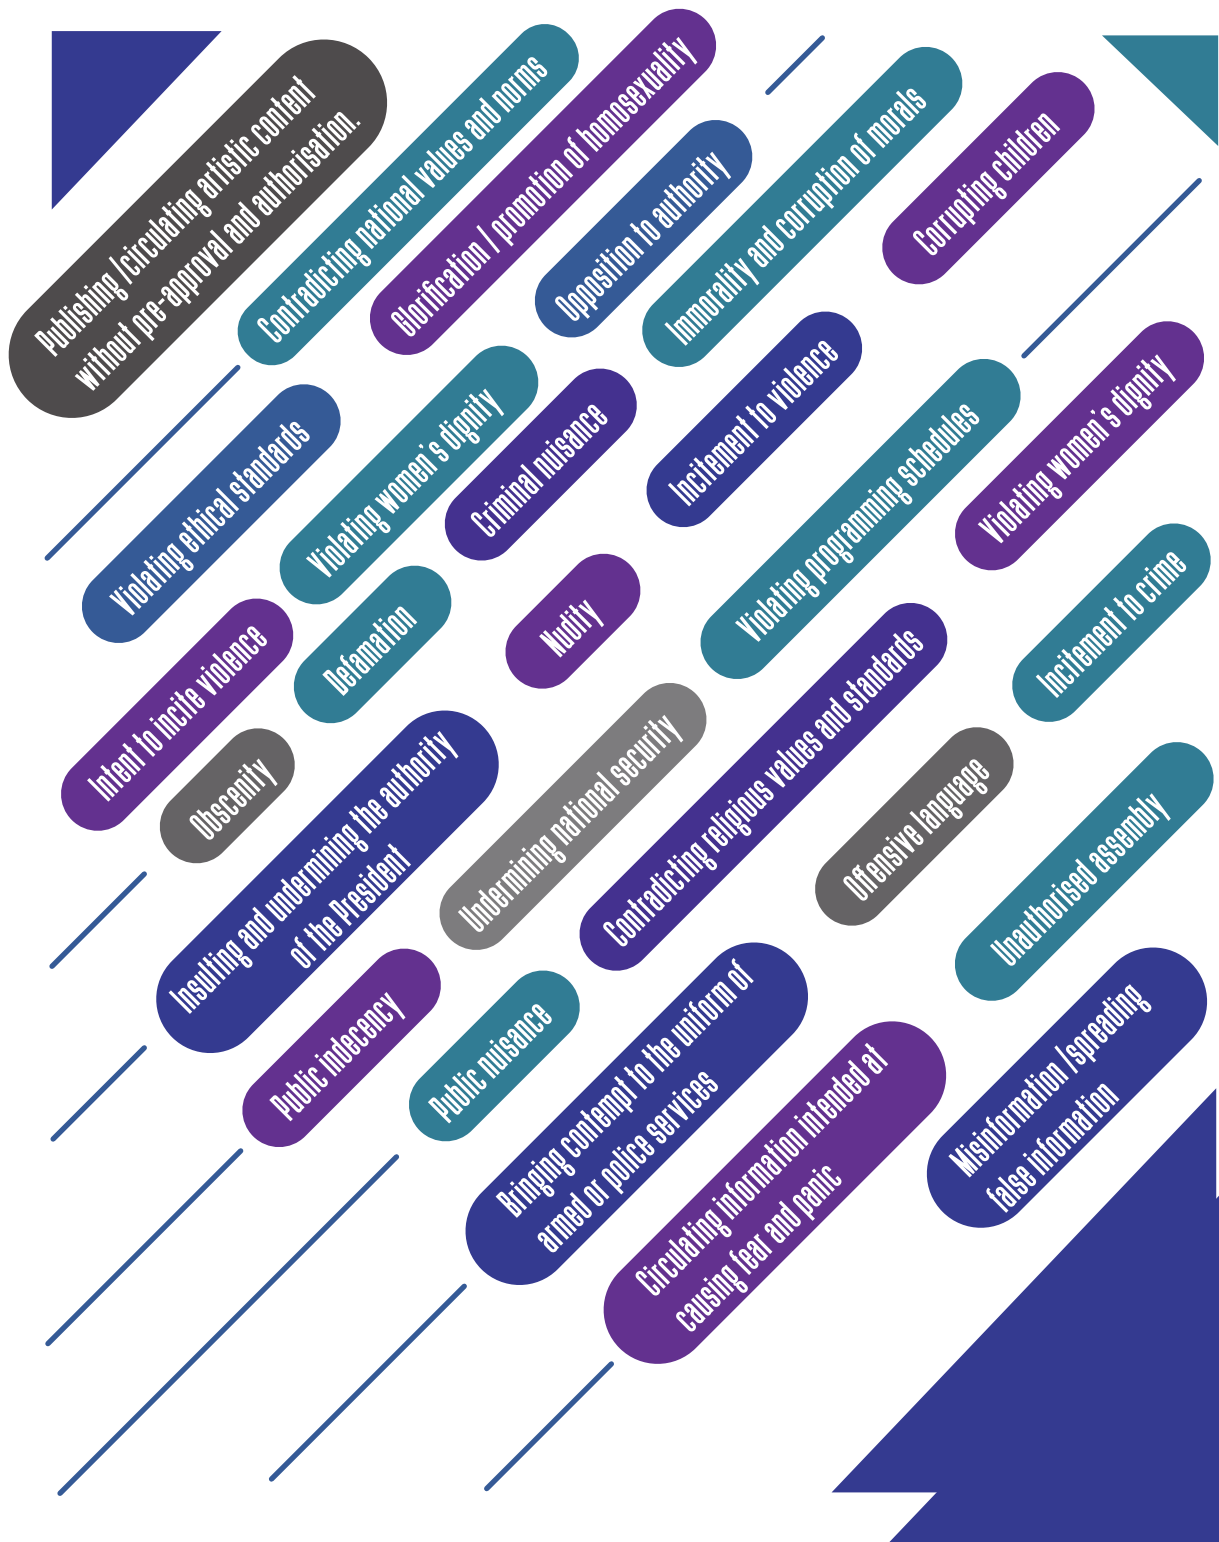 Publishing /circulating artistic content
without pre-approval and authorisation.
Contradicting national values and norms
Glorification / promotion of homosexuality
Opposition to authority
Immorality and corruption of morals
Corrupting children
Violating ethical standards
Violating women's dignity
Criminal nuisance
Incitement to violence
Violating programming schedules
Violating women's dignity
Intent to incite violence
Defamation
Nudity
Incitement to crime
Obscenity
Insulting and undermining the authority
of the President
Undermining national security
Contradicting religious values and standards
Offensive language
Unauthorised assembly
Public indecency
Public nuisance
Bringing contempt to the uniform of
armed or police services
Circulating information intended at
causing fear and panic
Misinformation /spreading
false information